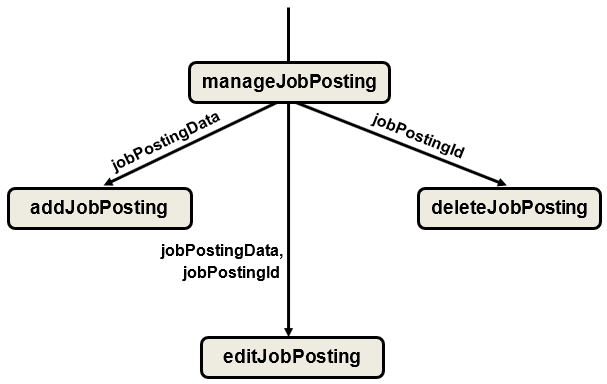 manageJobPosting
jobPostingData
jobPostingId
addJobPosting
deleteJobPosting
jobPostingData,
jobPostingId
editJobPosting